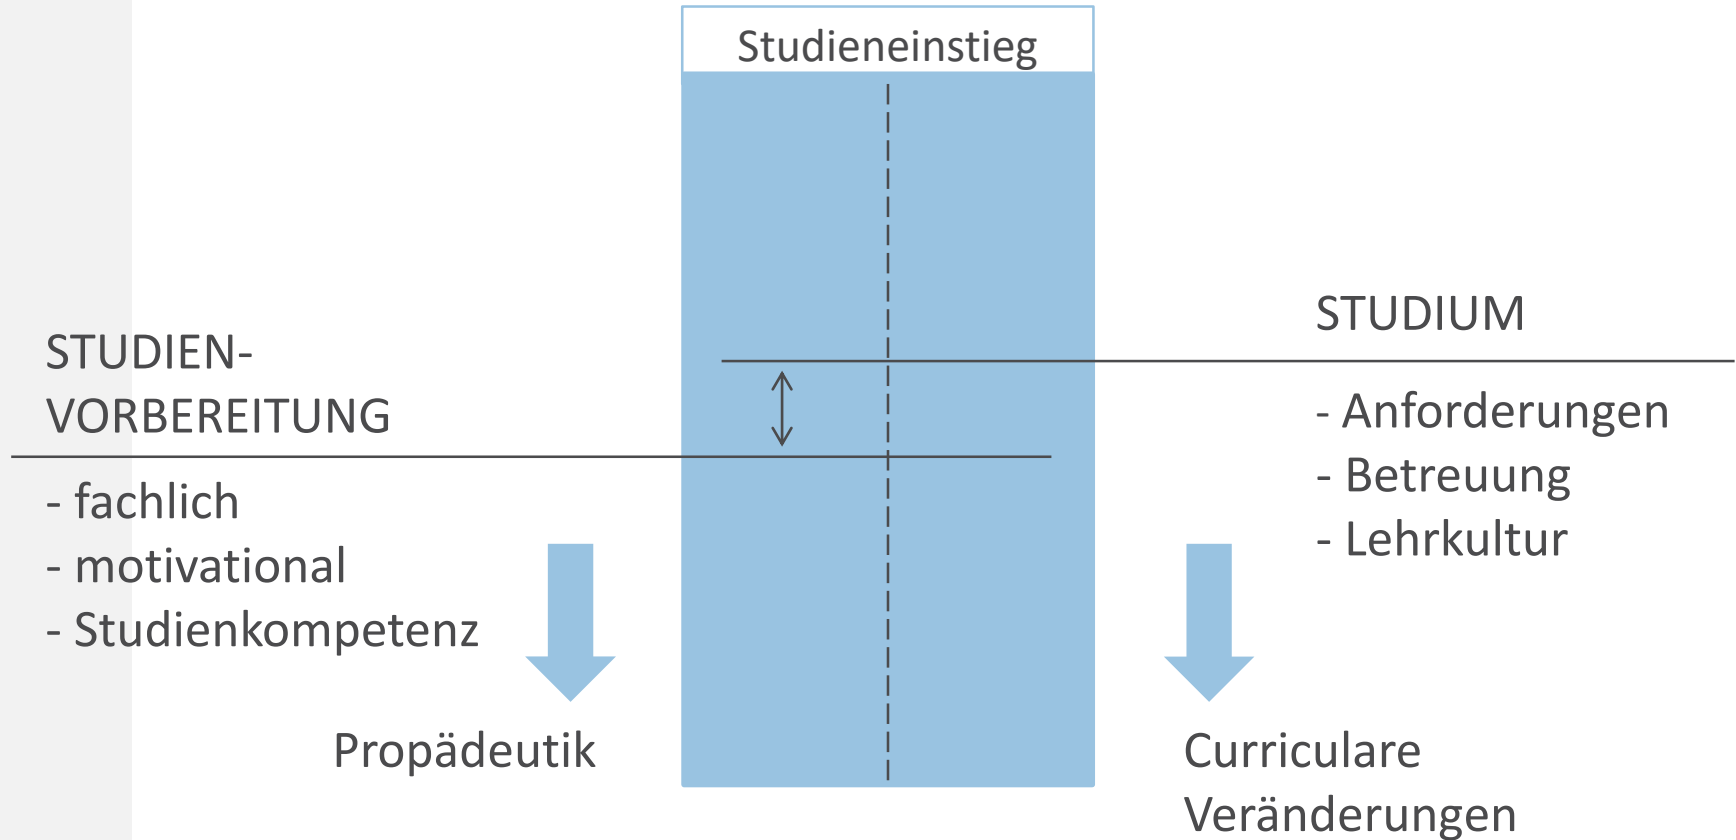 Studieneinstieg
STUDIEN-
VORBEREITUNG
- fachlich
- motivational
- Studienkompetenz
Propädeutik
STUDIUM
- Anforderungen
- Betreuung
- Lehrkultur
Curriculare
Veränderungen